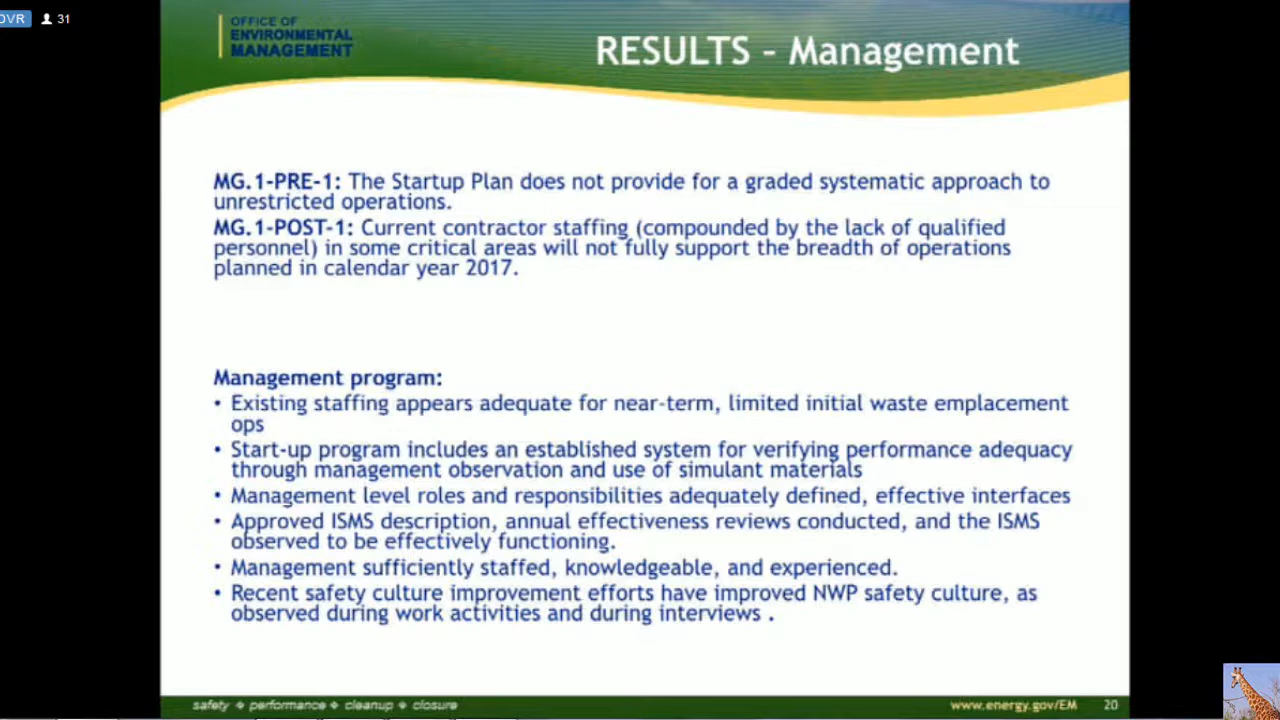 OVR 31
OFFICE OF
ENVIRONMENTAL
MANAGEMENT
RESULTS – Management
MG.1-PRE-1: The Startup Plan does not provide for a graded systematic approach to
unrestricted operations.
MG.1-POST-1: Current contractor staffing (compounded by the lack of qualified
personnel) in some critical areas will not fully support the breadth of operations
planned in calendar year 2017.
Management program:
• Existing staffing appears adequate for near-term, limited initial waste emplacement
ops
• Start-up program includes an established system for verifying performance adequacy
through management observation and use of simulant materials
• Management level roles and responsibilities adequately defined, effective interfaces
• Approved ISMS description, annual effectiveness reviews conducted, and the ISMS
observed to be effectively functioning.
• Management sufficiently staffed, knowledgeable, and experienced.
• Recent safety culture improvement efforts have improved NWP safety culture, as
observed during work activities and during interviews .
safety ❖ performance ❖ cleanup ❖ closure
www.energy.gov/EM 20